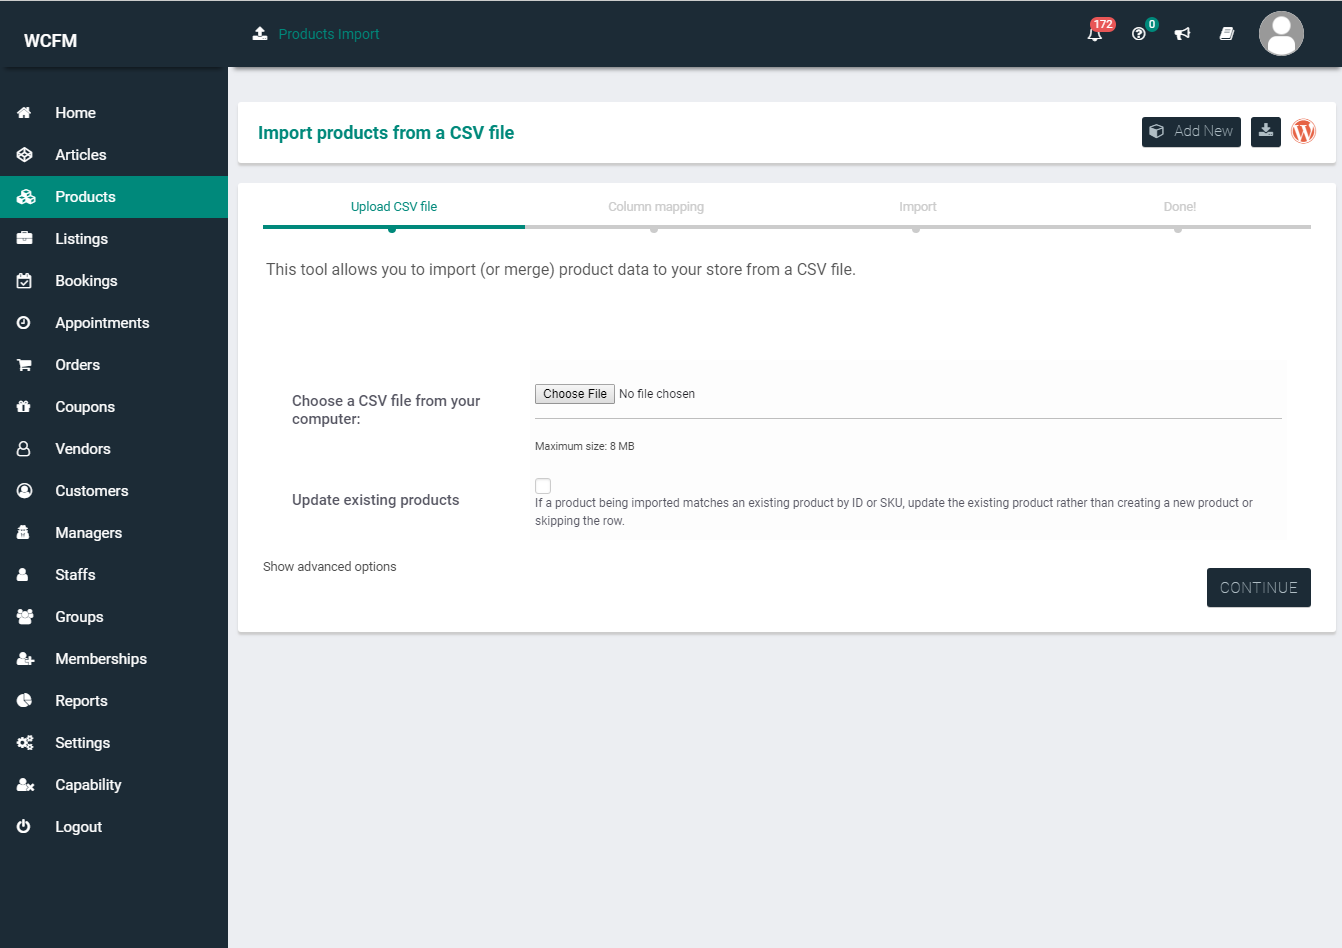 WCFM
Products Import
172
0
Home
Articles
Products
Listings
Bookings
Appointments
Orders
Coupons
Vendors
Customers
Managers
Staffs
Groups
Memberships
Reports
Settings
Capability
Logout
Import products from a CSV file
Add New
Upload CSV file
Column mapping
Import
Done!
This tool allows you to import (or merge) product data to your store from a CSV file.
Choose a CSV file from your
computer:
Choose File No file chosen
Maximum size: 8 MB
Update existing products
If a product being imported matches an existing product by ID or SKU, update the existing product rather than creating a new product or
skipping the row.
Show advanced options
CONTINUE